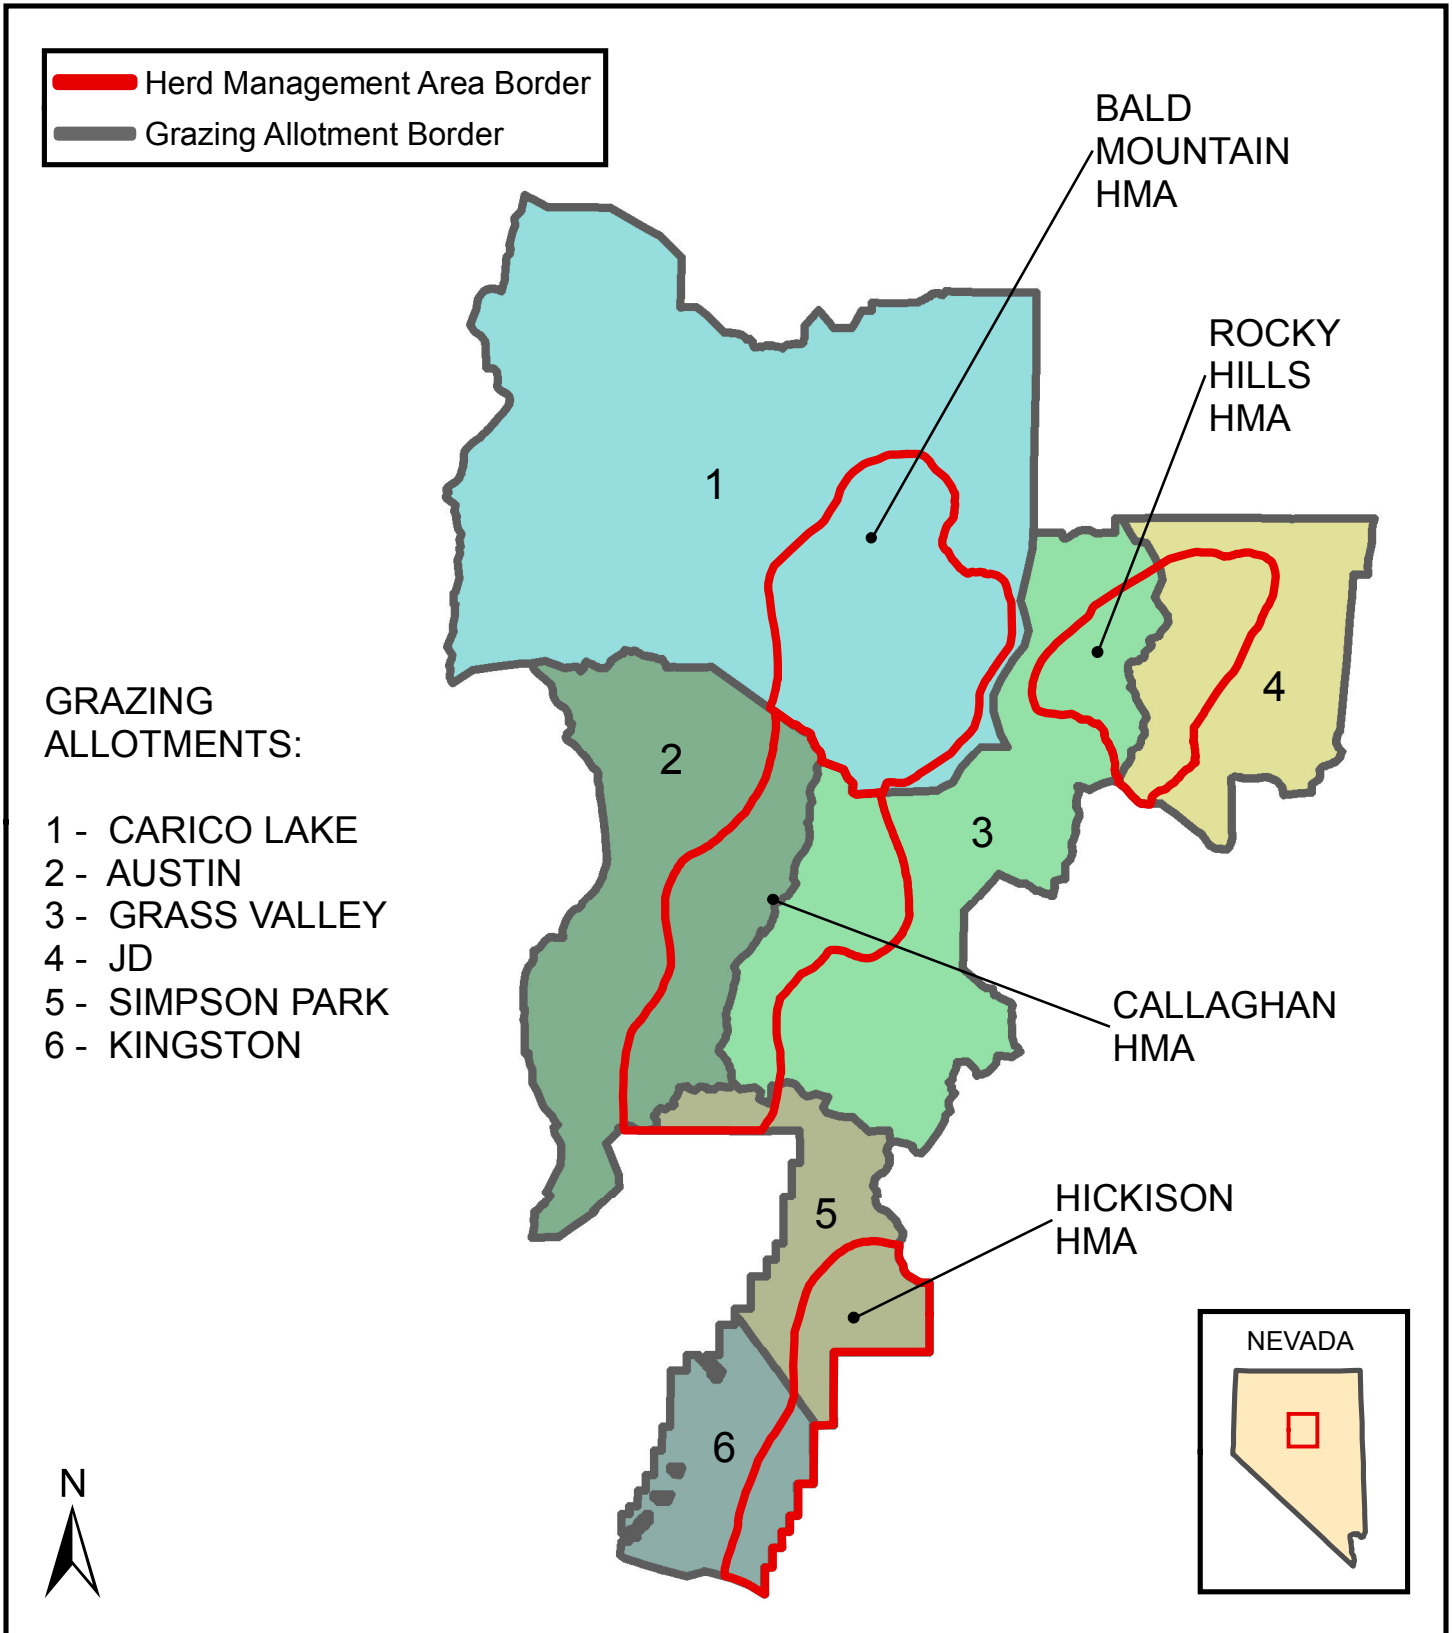 Herd Management Area Border
Grazing Allotment Border
BALD
MOUNTAIN
HMA
ROCKY
HILLS
HMA
1
4
2
3
GRAZING
ALLOTMENTS:
1 - CARICO LAKE
2 - AUSTIN
3 - GRASS VALLEY
4 - JD
5 - SIMPSON PARK
6 - KINGSTON
CALLAGHAN
HMA
HICKISON
HMA
5
6
NEVADA
N